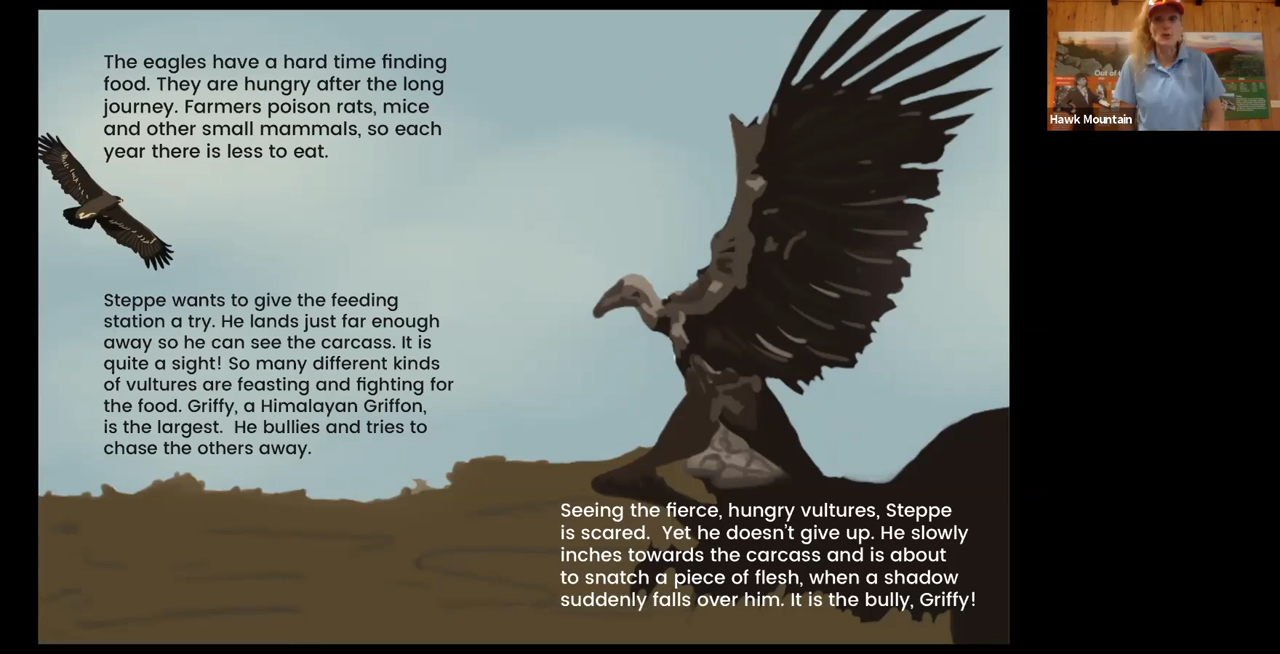 The eagles have a hard time finding
food. They are hungry after the long
journey. Farmers poison rats, mice
and other small mammals, so each
year there is less to eat.
Steppe wants to give the feeding
station a try. He lands just far enough
away so he can see the carcass. It is
quite a sight! So many different kinds
of vultures are feasting and fighting for
the food. Griffy, a Himalayan Griffon,
is the largest.  He bullies and tries to
chase the others away.
Seeing the fierce, hungry vultures, Steppe
is scared.  Yet he doesn’t give up. He slowly
inches towards the carcass and is about
to snatch a piece of flesh, when a shadow
suddenly falls over him. It is the bully, Griffy!
Out of
Hawk Mountain